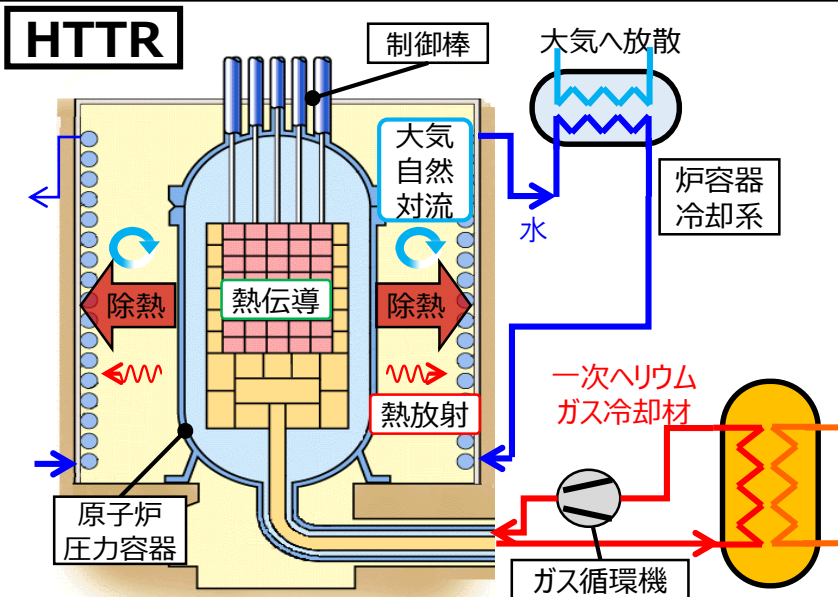 HTTR
制御棒
大気へ放散
大気
自然
対流
炉容器
冷却系
水
除熱
熱伝導
除熱
一次ヘリウム
ガス冷却材
熱放射
原子炉
圧力容器
ガス循環機